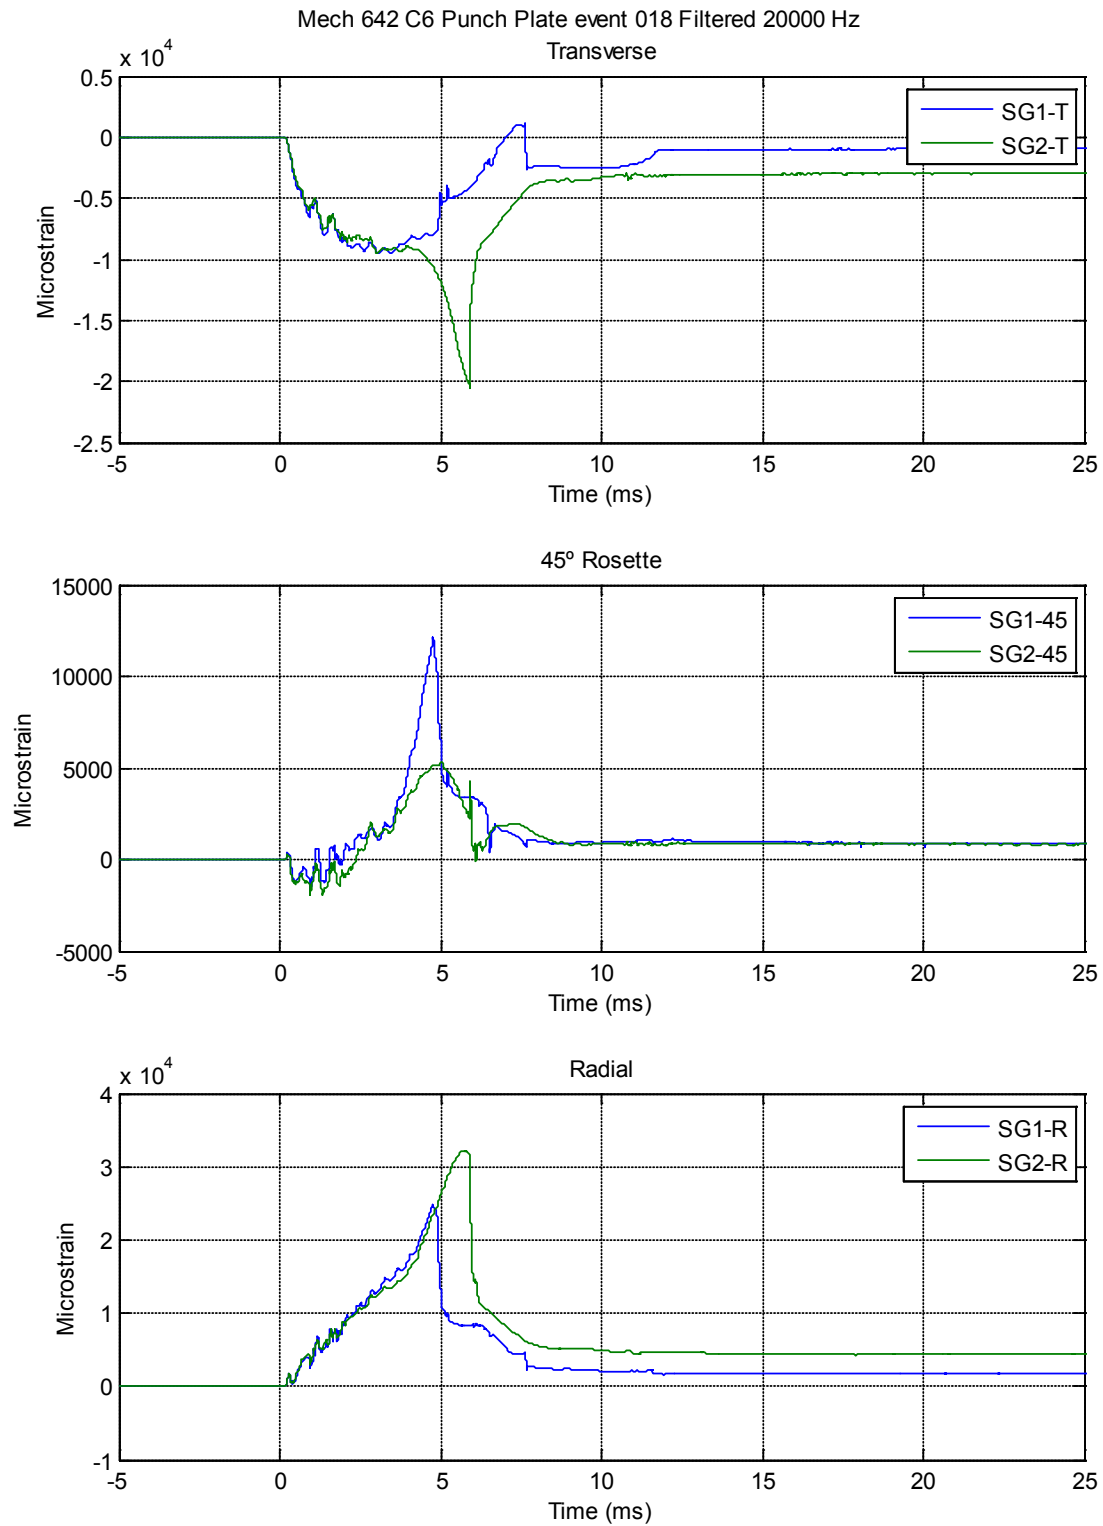 Mech 642 C6 Punch Plate event 018 Filtered 20000 Hz
Transverse
x 10^4
0.5
0
-0.5
-1
-1.5
-2
-2.5
-5 0 5 10 15 20 25
Time (ms)
Microstrain
SG1-T
SG2-T
45º Rosette
15000
10000
5000
0
-5000
-5 0 5 10 15 20 25
Time (ms)
Microstrain
SG1-45
SG2-45
Radial
x 10^4
4
3
2
1
0
-1
-5 0 5 10 15 20 25
Time (ms)
Microstrain
SG1-R
SG2-R